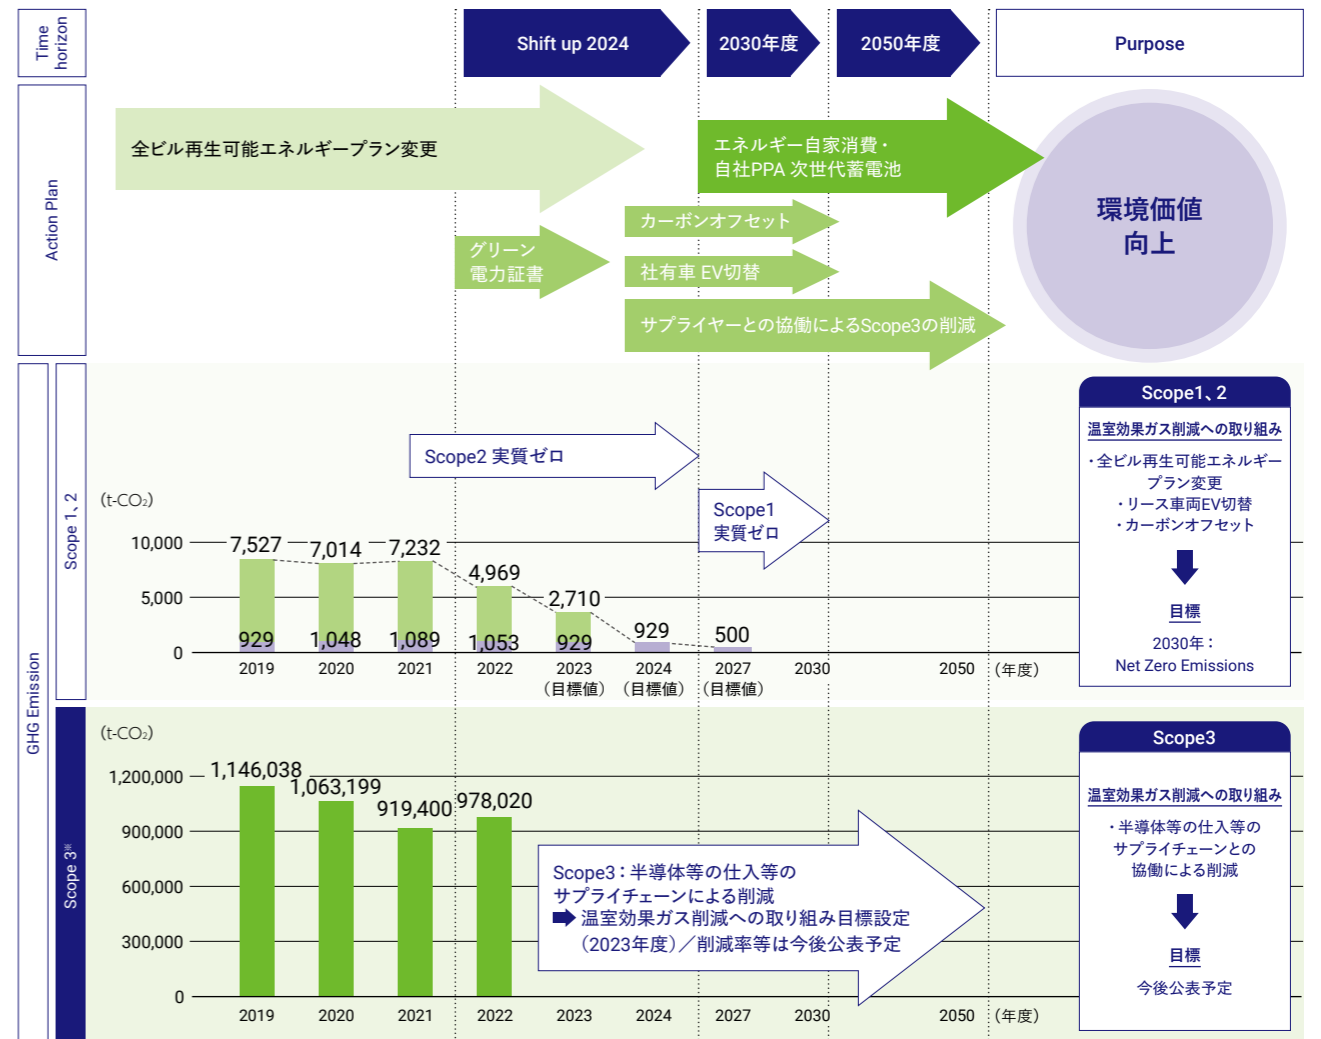 Time
horizon
Shift up 2024
2030年度
2050年度
Purpose
Action Plan
全ビル再生可能エネルギープラン変更
エネルギー自家消費・
自社PPA 次世代蓄電池
カーボンオフセット
グリーン
電力証書
社有車 EV切替
サプライヤーとの協働によるScope3の削減
環境価値
向上
GHG Emission
Scope 1、2
Scope2 実質ゼロ
Scope1
実質ゼロ
(t-CO₂)
10,000
5,000
0
7,527
7,014
7,232
4,969
2,710
929
1,048
1,089
1,053
929
929
500
2019
2020
2021
2022
2023
(目標値)
2024
(目標値)
2027
(目標値)
2030
2050
(年度)
Scope1、2
温室効果ガス削減への取り組み
・全ビル再生可能エネルギー
プラン変更
・リース車両EV切替
・カーボンオフセット
目標
2030年：
Net Zero Emissions
Scope 3※
(t-CO₂)
1,200,000
900,000
600,000
300,000
0
1,146,038
1,063,199
919,400
978,020
Scope3：半導体等の仕入等の
サプライチェーンによる削減
➡ 温室効果ガス削減への取り組み目標設定
（2023年度）／削減率等は今後公表予定
2019
2020
2021
2022
2023
2024
2027
2030
2050
(年度)
Scope3
温室効果ガス削減への取り組み
・半導体等の仕入等の
サプライチェーンとの
協働による削減
目標
今後公表予定